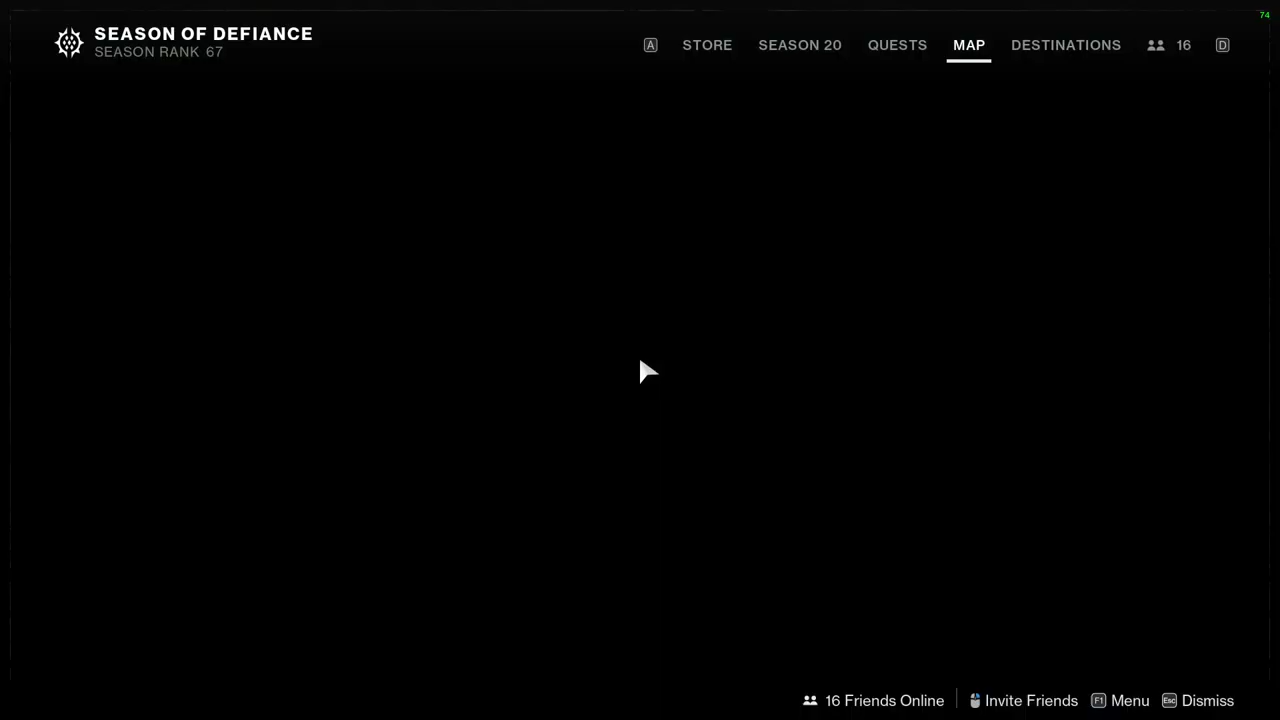 74
SEASON OF DEFIANCE
SEASON RANK 67
A STORE SEASON 20 QUESTS MAP DESTINATIONS 16 D
16 Friends Online Invite Friends F1 Menu Esc Dismiss